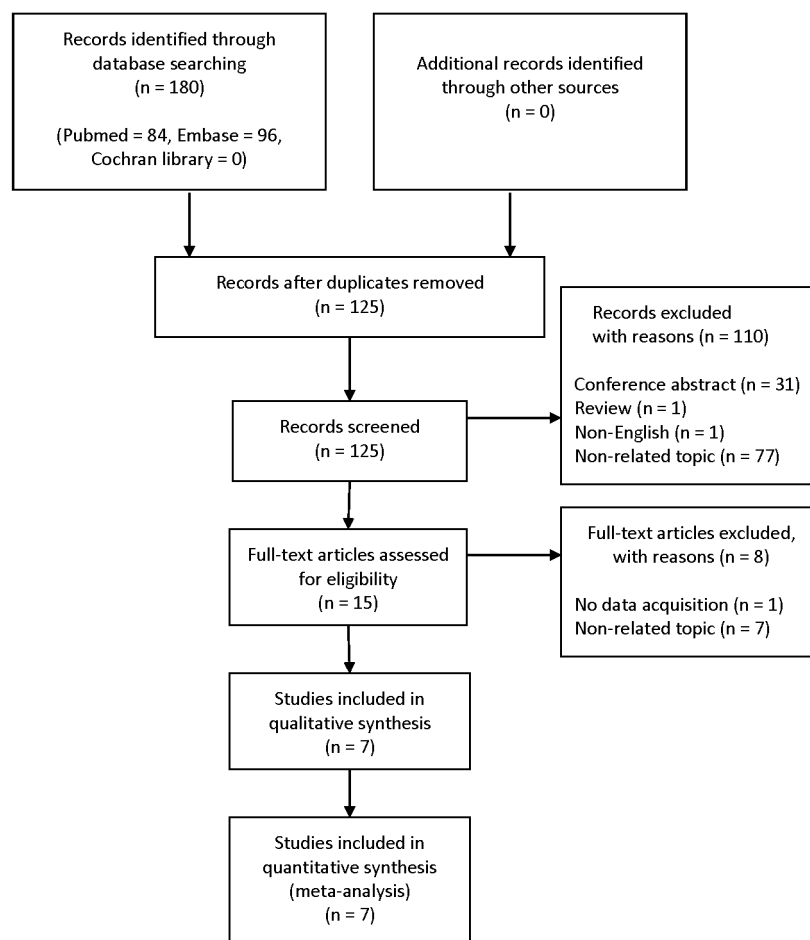 Records identified through
database searching
(n = 180)
(Pubmed = 84, Embase = 96,
Cochran library = 0)
Additional records identified
through other sources
(n = 0)
Records after duplicates removed
(n = 125)
Records excluded
with reasons (n = 110)
Conference abstract (n = 31)
Review (n = 1)
Non-English (n = 1)
Non-related topic (n = 77)
Records screened
(n = 125)
Full-text articles assessed
for eligibility
(n = 15)
Full-text articles excluded,
with reasons (n = 8)
No data acquisition (n = 1)
Non-related topic (n = 7)
Studies included in
qualitative synthesis
(n = 7)
Studies included in
quantitative synthesis
(meta-analysis)
(n = 7)